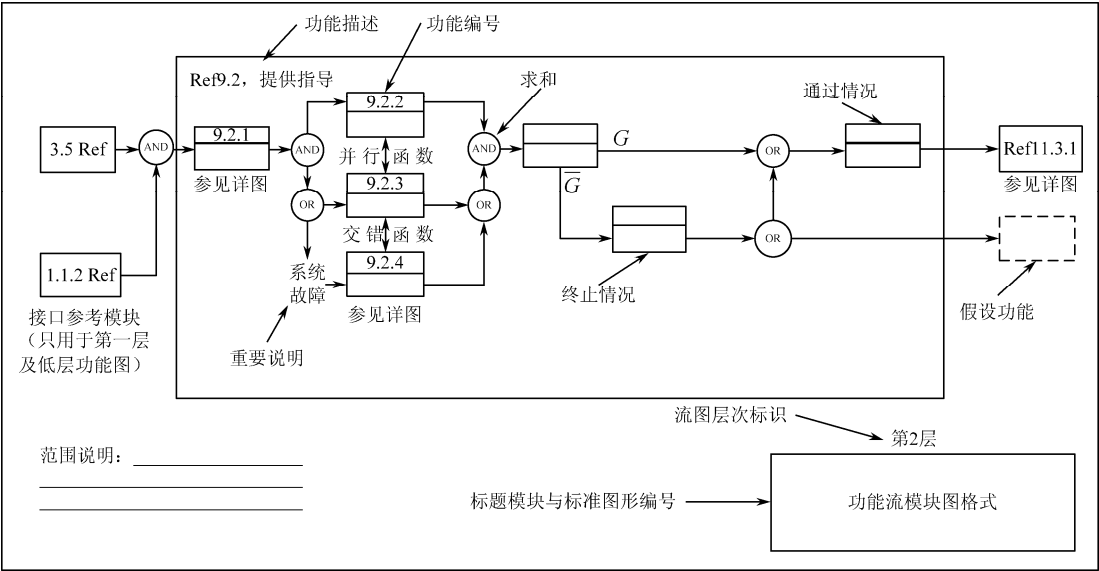 功能描述
功能编号
Ref9.2，提供指导
求和
通过情况
9.2.2
9.2.1
3.5 Ref
AND
AND
AND
G
OR
Ref11.3.1
并行函数
参见详图
参见详图
9.2.3
G̅
OR
OR
OR
交错函数
1.1.2 Ref
系统
故障
9.2.4
终止情况
参见详图
假设功能
接口参考模块
（只用于第一层
及低层功能图）
重要说明
流图层次标识
第2层
范围说明：
标题模块与标准图形编号
功能流模块图格式